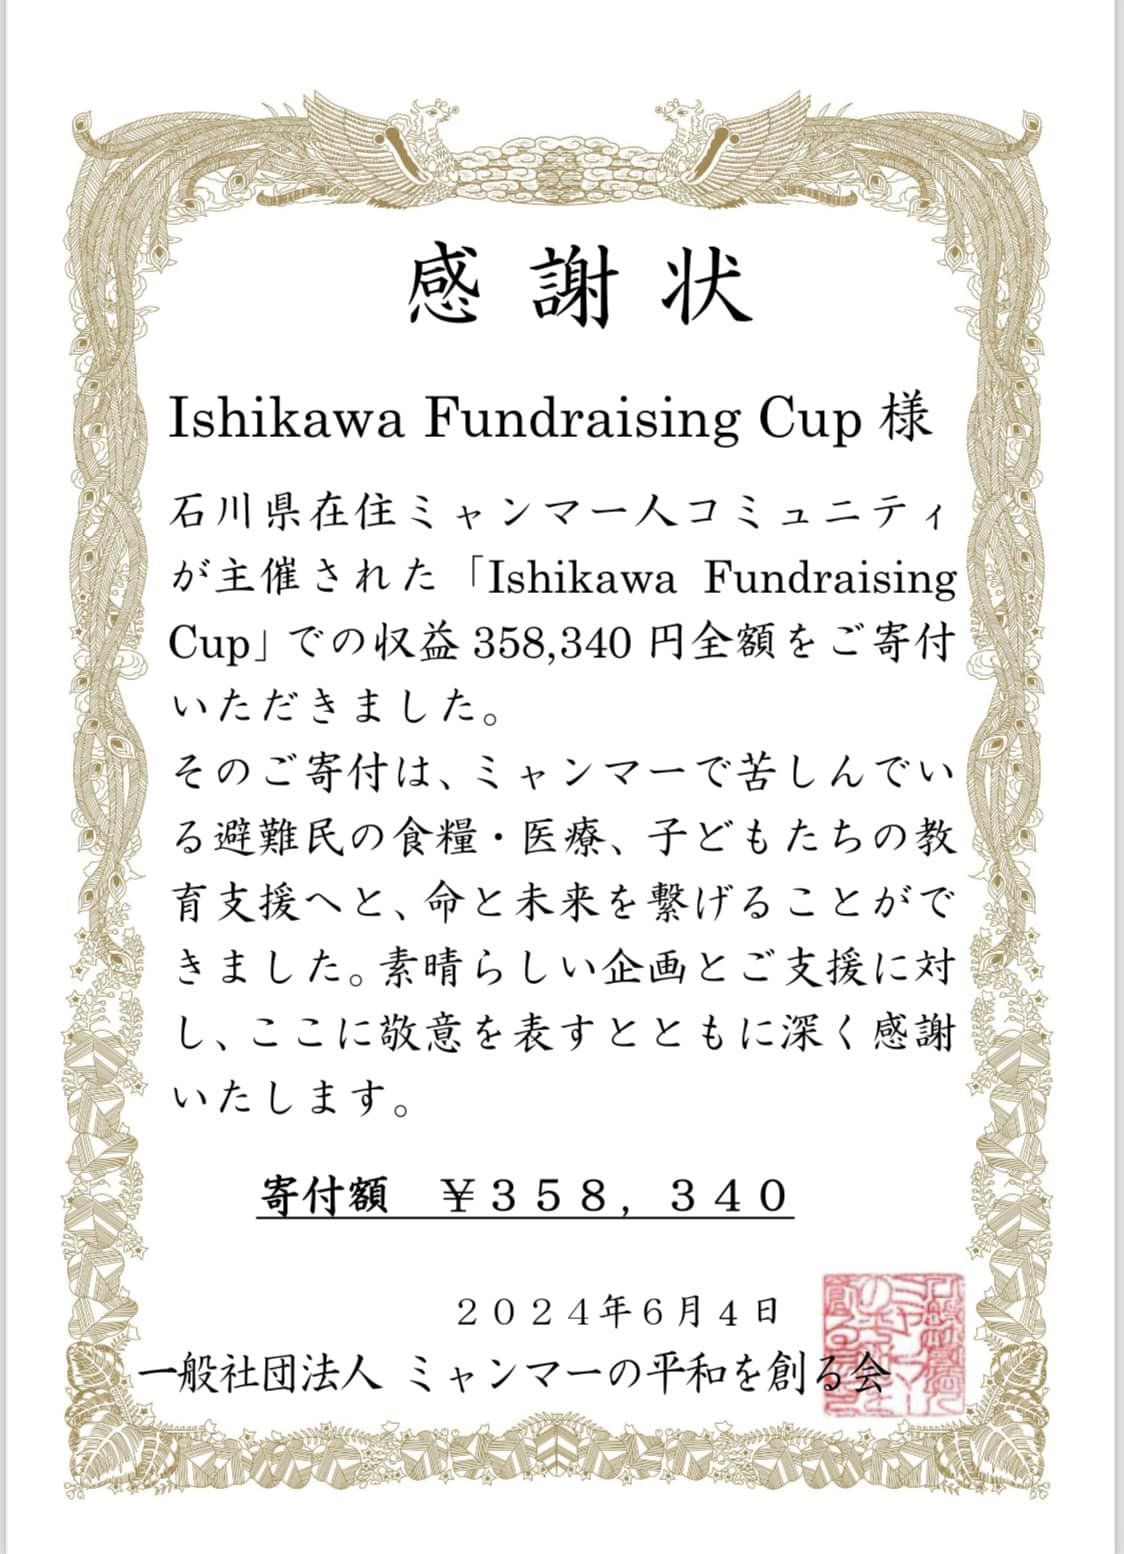 感謝状
Ishikawa Fundraising Cup 様
石川県在住ミャンマー人コミュニティ
が主催された「Ishikawa Fundraising
Cup」での収益 358,340 円全額をご寄付
いただきました。
そのご寄付は、ミャンマーで苦しんでい
る避難民の食糧・医療、子どもたちの教
育支援へと、命と未来を繋げることがで
きました。素晴らしい企画とご支援に対
し、ここに敬意を表すとともに深く感謝
いたします。
寄付額　￥３５８，３４０
２０２４年６月４日
一般社団法人 ミャンマーの平和を創る会